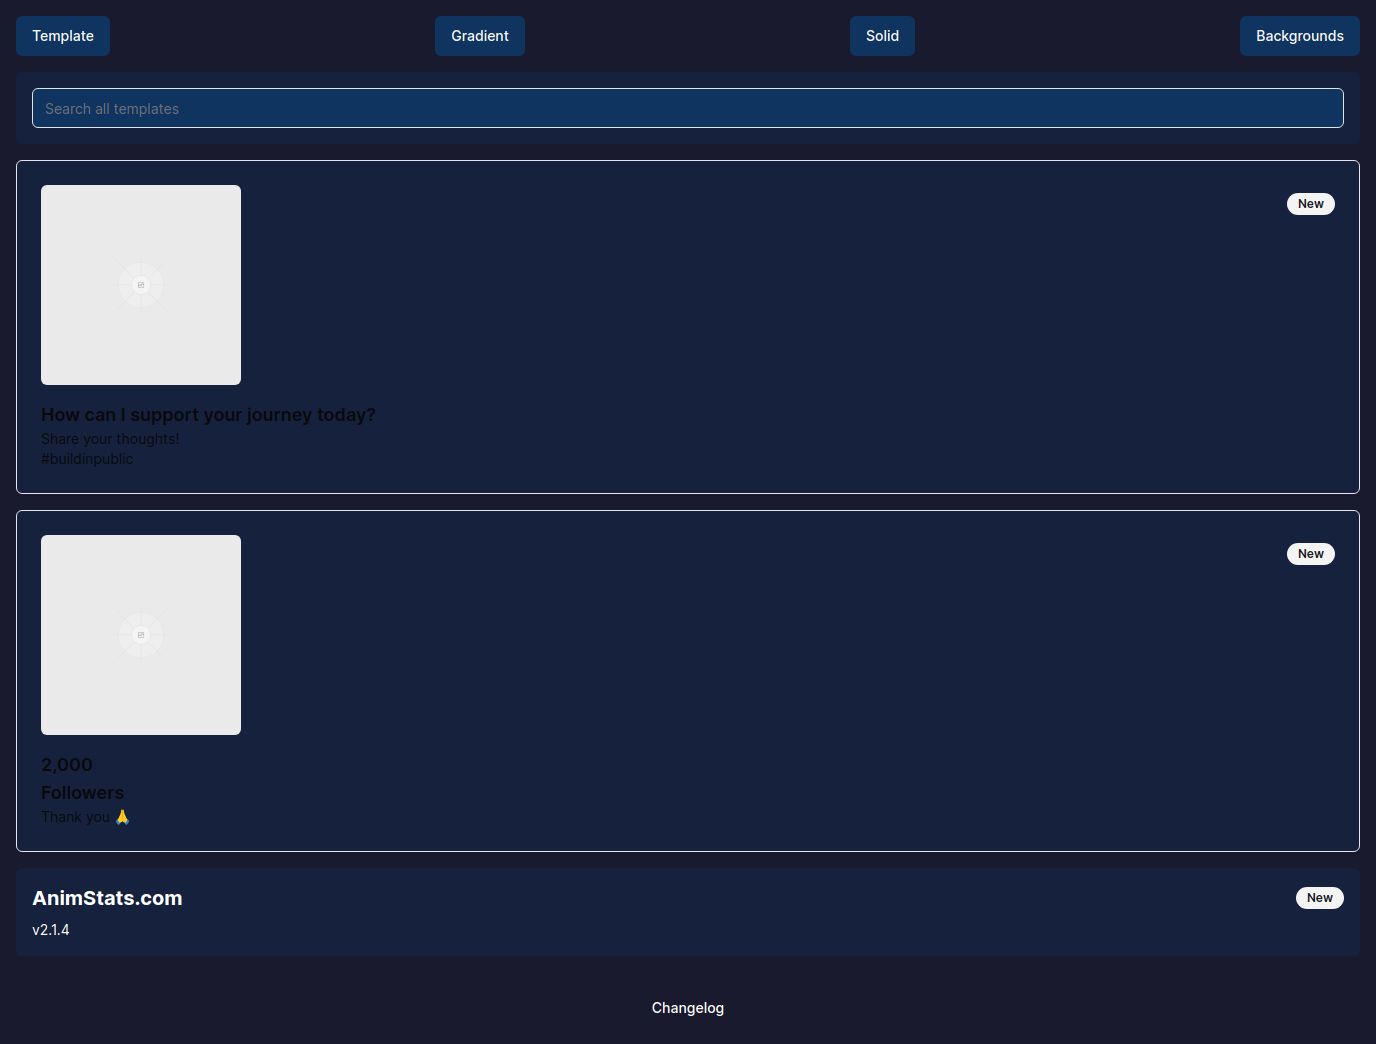 Template
Gradient
Solid
Backgrounds
Search all templates
New
How can I support your journey today?
Share your thoughts!
#buildinpublic
New
2,000
Followers
Thank you 🙏
AnimStats.com
New
v2.1.4
Changelog